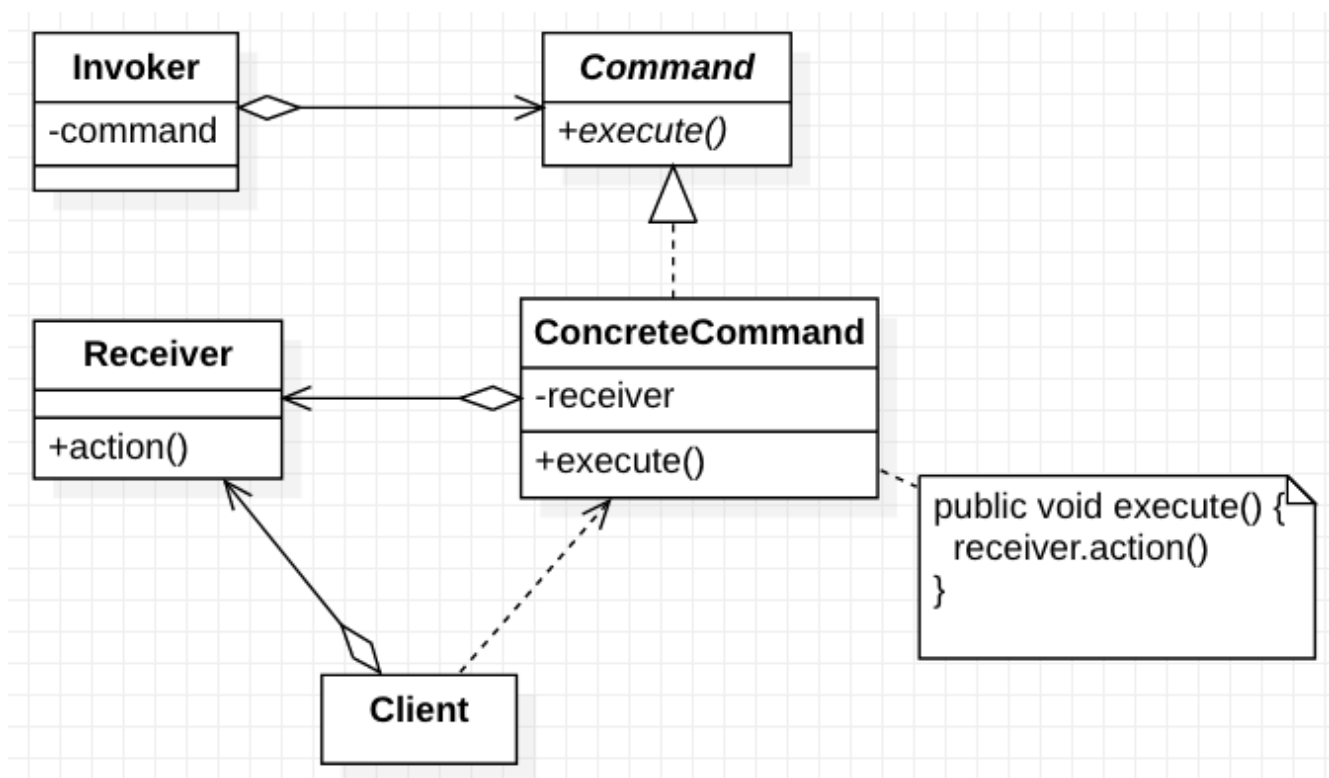 Invoker
-command
Command
+execute()
Receiver
+action()
ConcreteCommand
-receiver
+execute()
public void execute() {
receiver.action()
}
Client